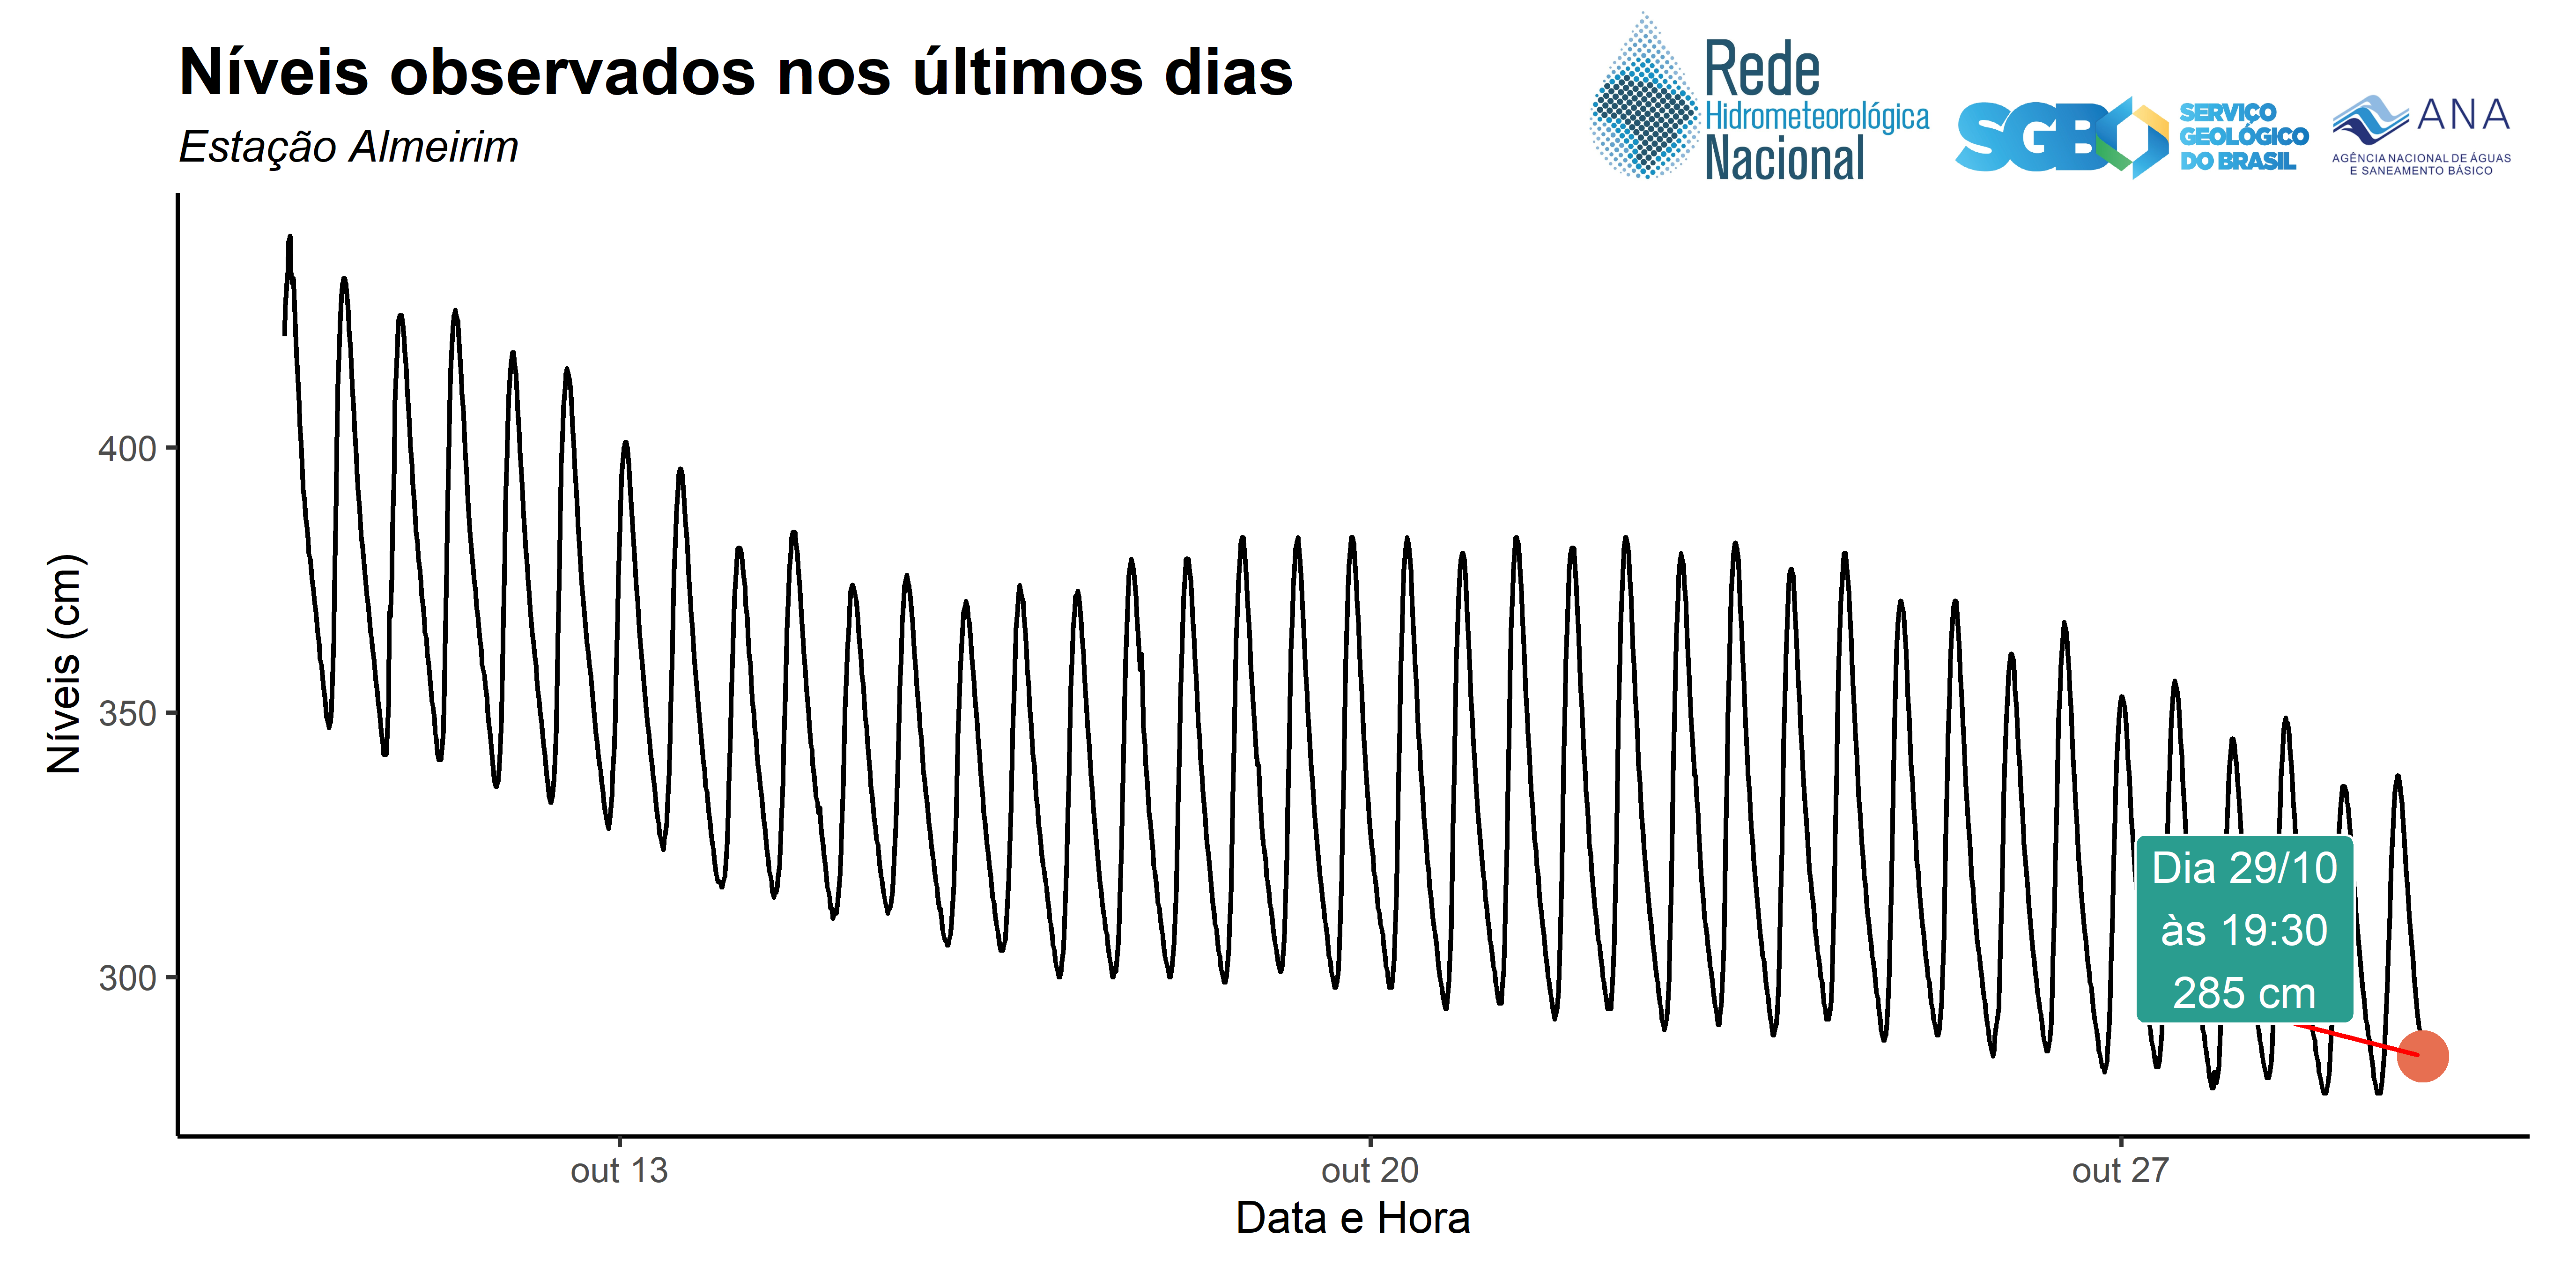 Níveis observados nos últimos dias
Estação Almeirim
Rede
Hidrometeorológica
Nacional
SGB
SERVIÇO
GEOLÓGICO
DO BRASIL
ANA
AGÊNCIA NACIONAL DE ÁGUAS
E SANEAMENTO BÁSICO
Níveis (cm)
400
350
300
Dia 29/10
às 19:30
285 cm
out 13
out 20
out 27
Data e Hora